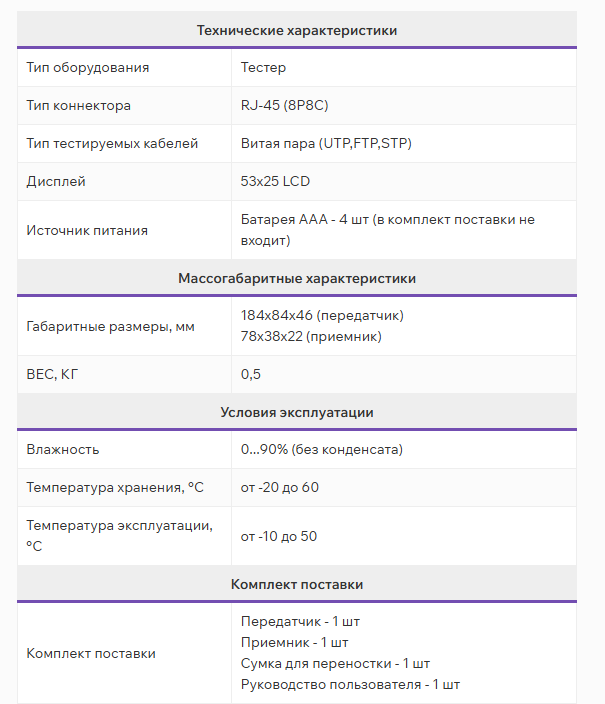 Технические характеристики
Тип оборудования
Тестер
Тип коннектора
RJ-45 (8P8C)
Тип тестируемых кабелей
Витая пара (UTP,FTP,STP)
Дисплей
53x25 LCD
Источник питания
Батарея AAA - 4 шт (в комплект поставки не
входит)
Массогабаритные характеристики
Габаритные размеры, мм
184x84x46 (передатчик)
78x38x22 (приемник)
ВЕС, КГ
0,5
Условия эксплуатации
Влажность
0...90% (без конденсата)
Температура хранения, °C
от -20 до 60
Температура эксплуатации,
°C
от -10 до 50
Комплект поставки
Комплект поставки
Передатчик - 1 шт
Приемник - 1 шт
Сумка для переностки - 1 шт
Руководство пользователя - 1 шт